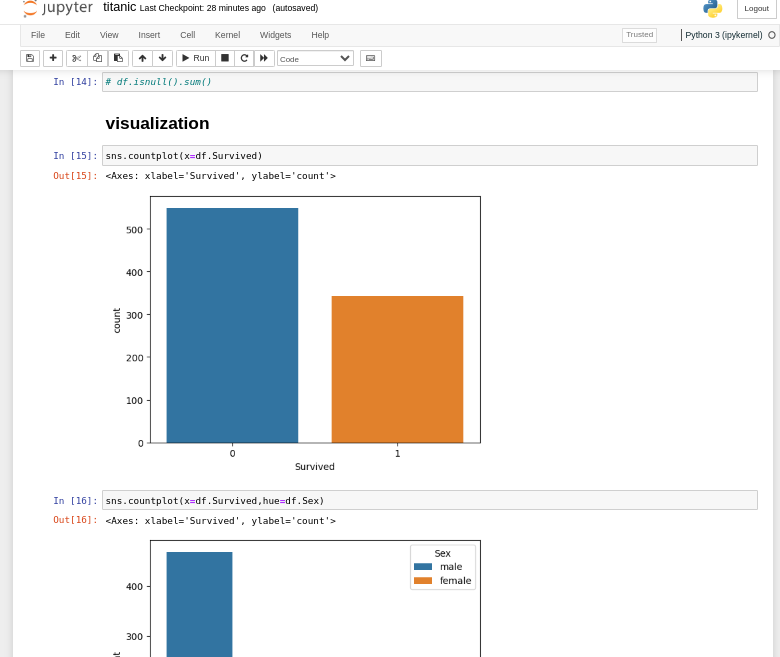 jupyter titanic Last Checkpoint: 28 minutes ago (autosaved) Logout
File Edit View Insert Cell Kernel Widgets Help Trusted Python 3 (ipykernel)
Run Code
In [14]: # df.isnull().sum()
visualization
In [15]: sns.countplot(x=df.Survived)
Out[15]: <Axes: xlabel='Survived', ylabel='count'>
500
400
300
200
100
0
count
0 1
Survived
In [16]: sns.countplot(x=df.Survived,hue=df.Sex)
Out[16]: <Axes: xlabel='Survived', ylabel='count'>
Sex
male
female
400
300